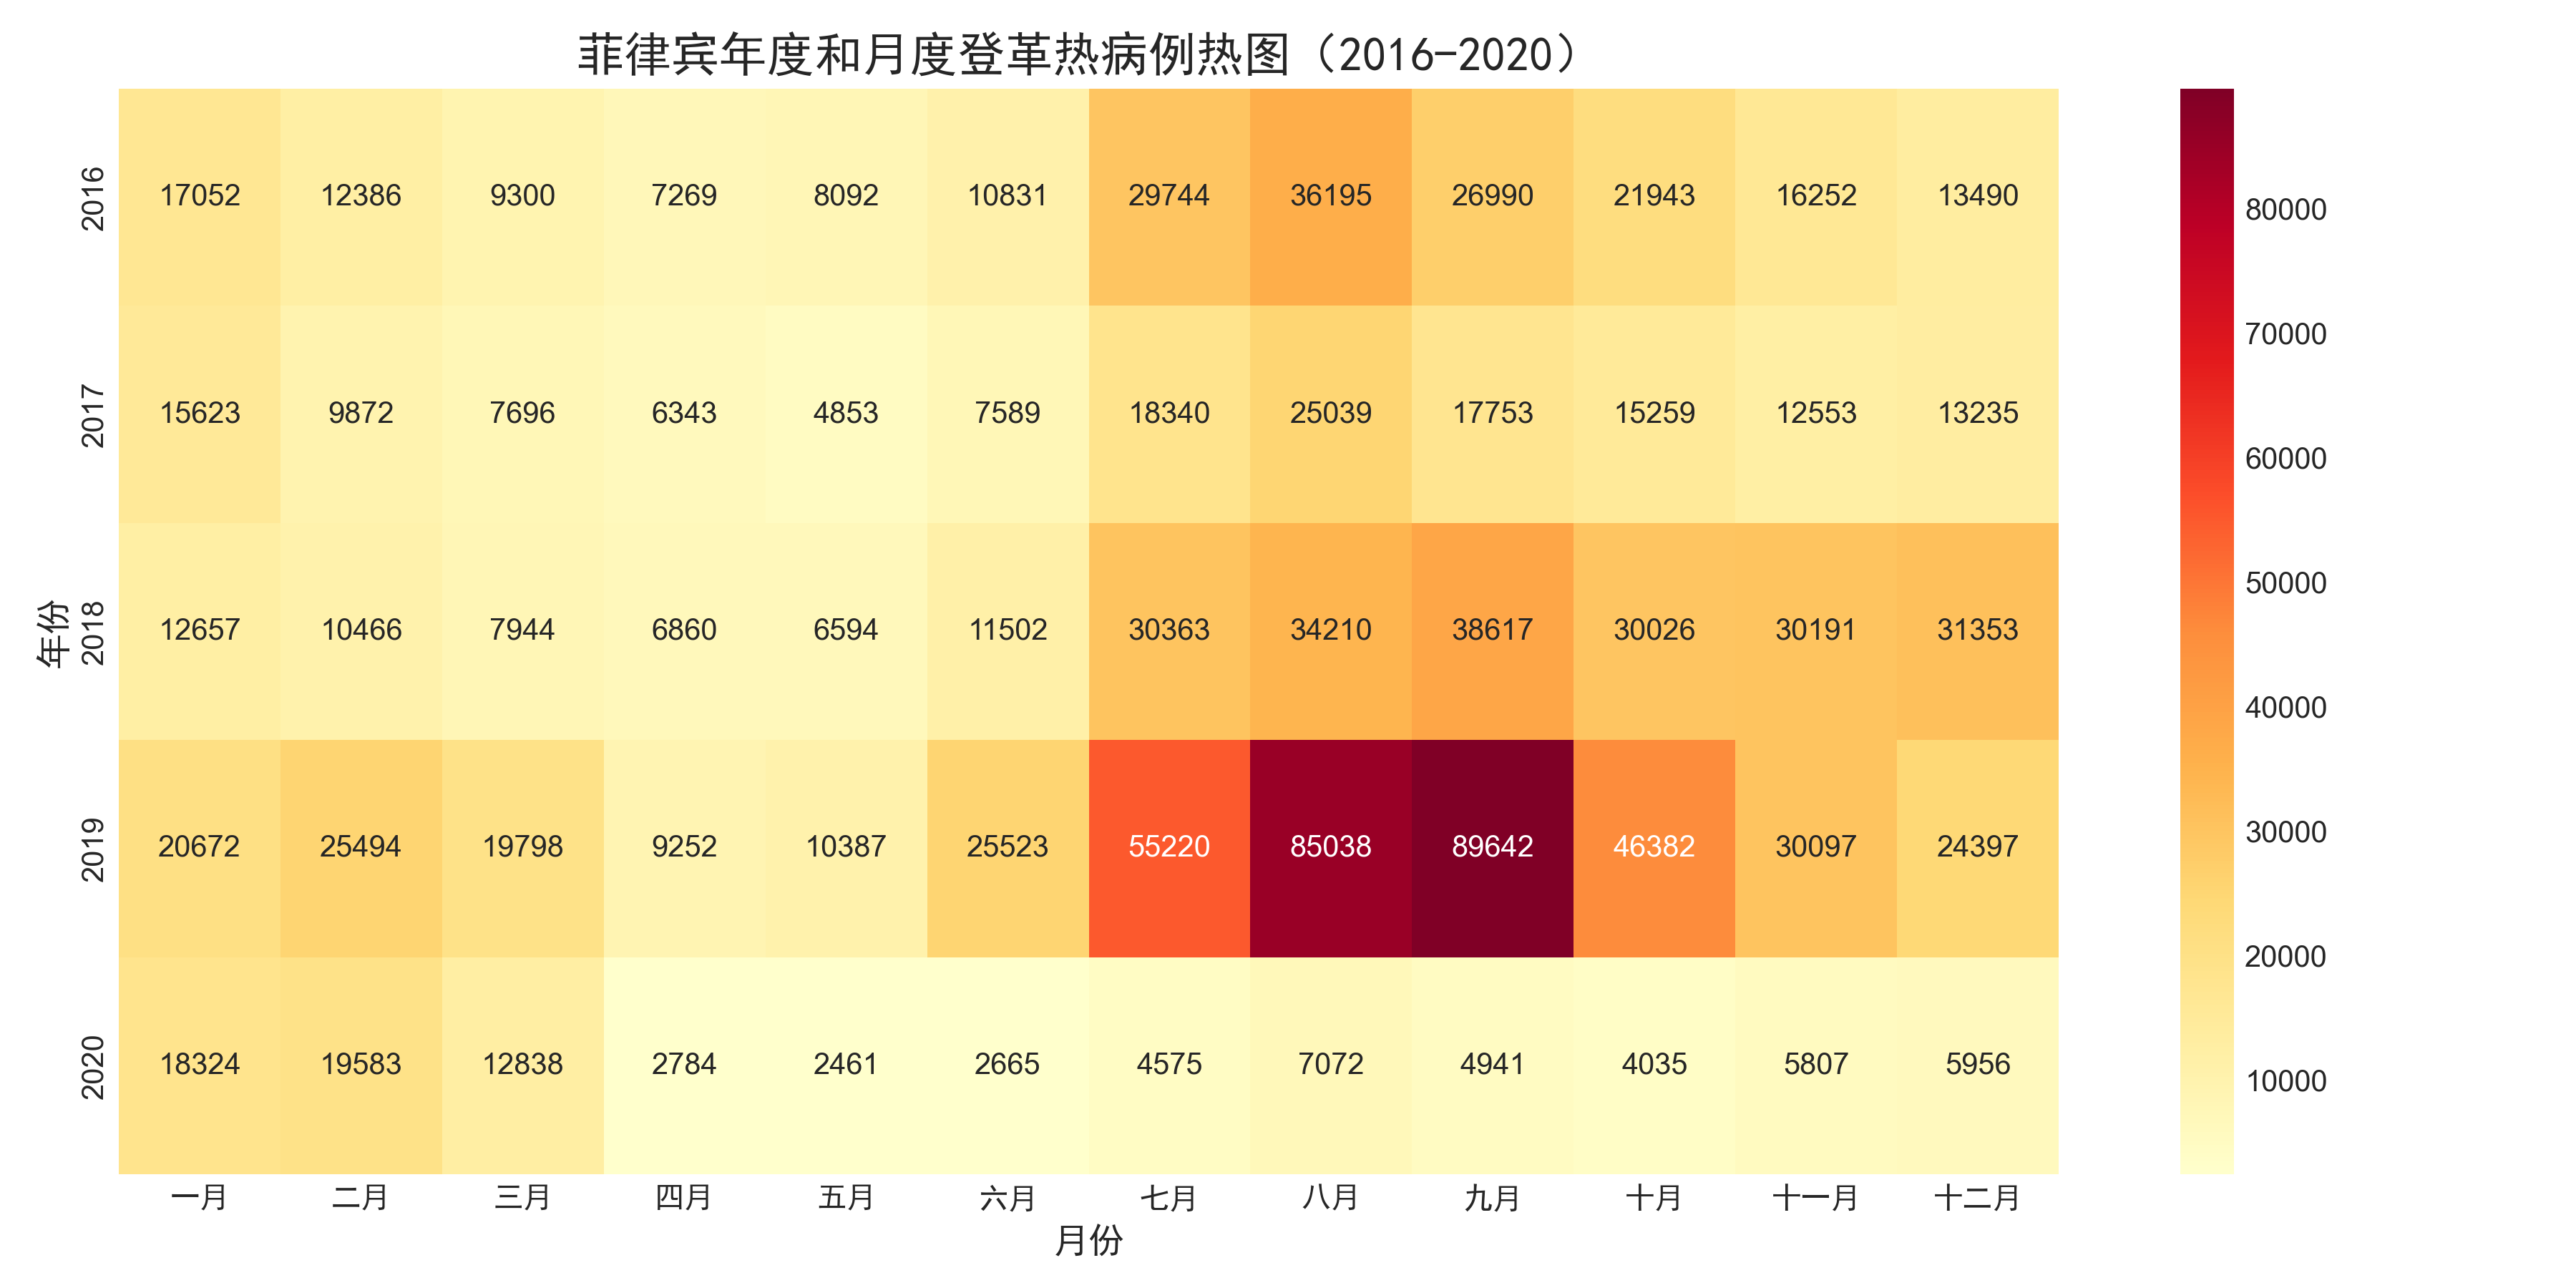 菲律宾年度和月度登革热病例热图（2016-2020）
年份
2016 17052 12386 9300 7269 8092 10831 29744 36195 26990 21943 16252 13490
2017 15623 9872 7696 6343 4853 7589 18340 25039 17753 15259 12553 13235
2018 12657 10466 7944 6860 6594 11502 30363 34210 38617 30026 30191 31353
2019 20672 25494 19798 9252 10387 25523 55220 85038 89642 46382 30097 24397
2020 18324 19583 12838 2784 2461 2665 4575 7072 4941 4035 5807 5956
一月 二月 三月 四月 五月 六月 七月 八月 九月 十月 十一月 十二月
月份
80000
70000
60000
50000
40000
30000
20000
10000